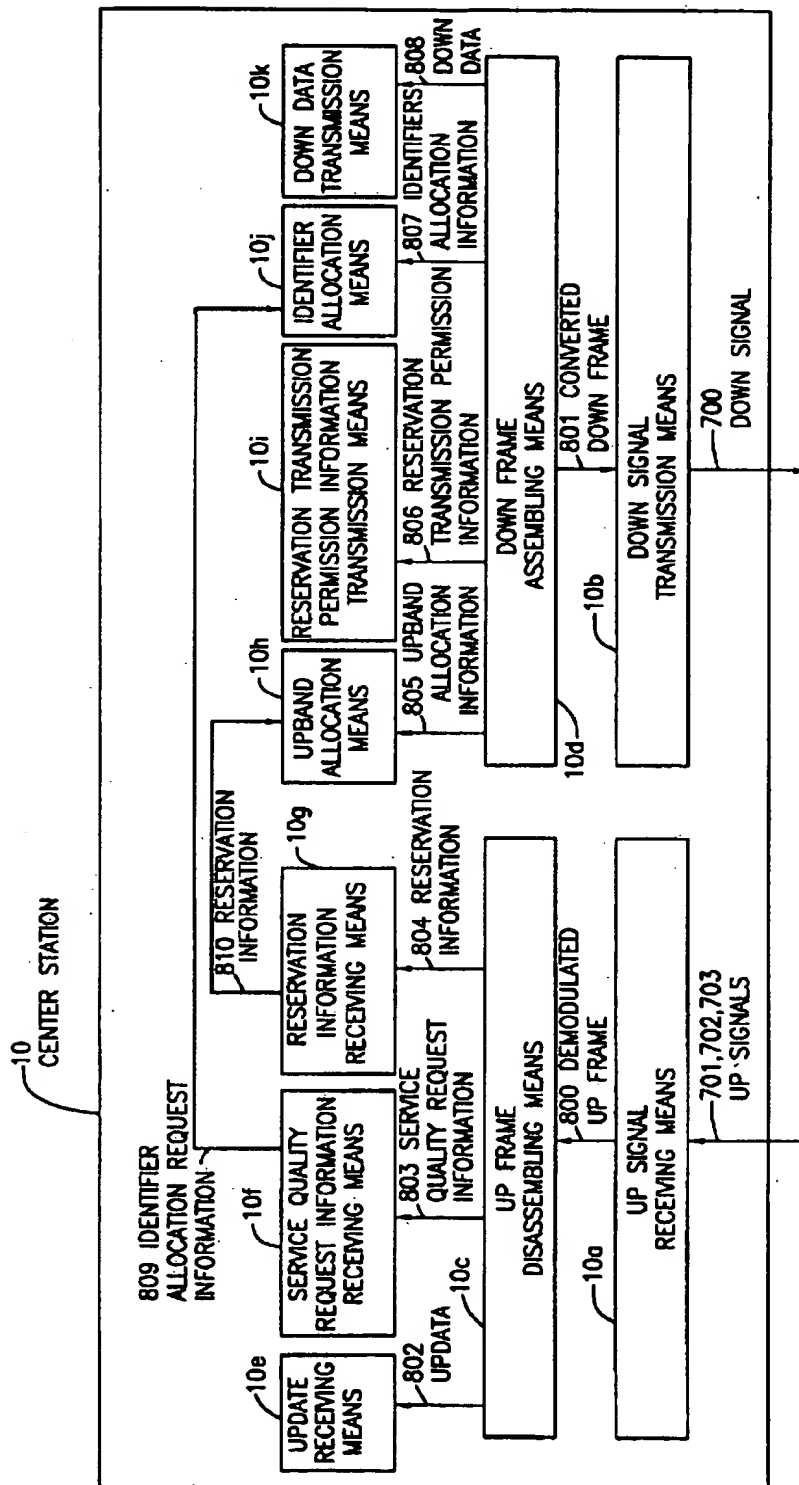 10
CENTER STATION
809 IDENTIFIER
ALLOCATION REQUEST
INFORMATION
810 RESERVATION
INFORMATION
10e
UPDATE
RECEIVING
MEANS
10f
SERVICE QUALITY
REQUEST INFORMATION
RECEIVING MEANS
10g
RESERVATION
INFORMATION
RECEIVING MEANS
10h
UPBAND
ALLOCATION
MEANS
10i
RESERVATION TRANSMISSION
PERMISSION INFORMATION
TRANSMISSION MEANS
10j
IDENTIFIER
ALLOCATION
MEANS
10k
DOWN DATA
TRANSMISSION
MEANS
802
UPDATA
803 SERVICE
QUALITY REQUEST
INFORMATION
804 RESERVATION
INFORMATION
805 UPBAND
ALLOCATION
INFORMATION
806 RESERVATION
TRANSMISSION PERMISSION
INFORMATION
807 IDENTIFIERS
ALLOCATION
INFORMATION
808
DOWN
DATA
10c
UP FRAME
DISASSEMBLING MEANS
DOWN FRAME
ASSEMBLING MEANS
10d
800 DEMODULATED
UP FRAME
801 CONVERTED
DOWN FRAME
10a
UP SIGNAL
RECEIVING MEANS
10b
DOWN SIGNAL
TRANSMISSION MEANS
701,702,703
UP SIGNALS
700
DOWN SIGNAL